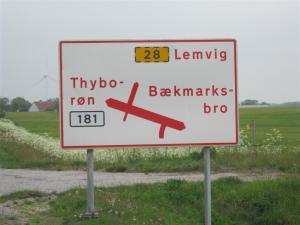 28 Lemvig
Thybo-
røn
181
Bækmarks-
bro